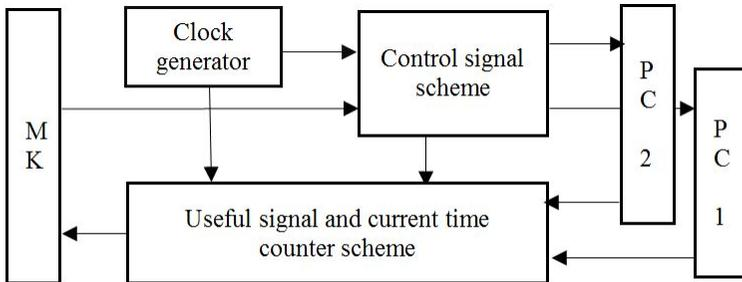 Clock
generator
Control signal
scheme
M
K
P
C
2
P
C
1
Useful signal and current time
counter scheme